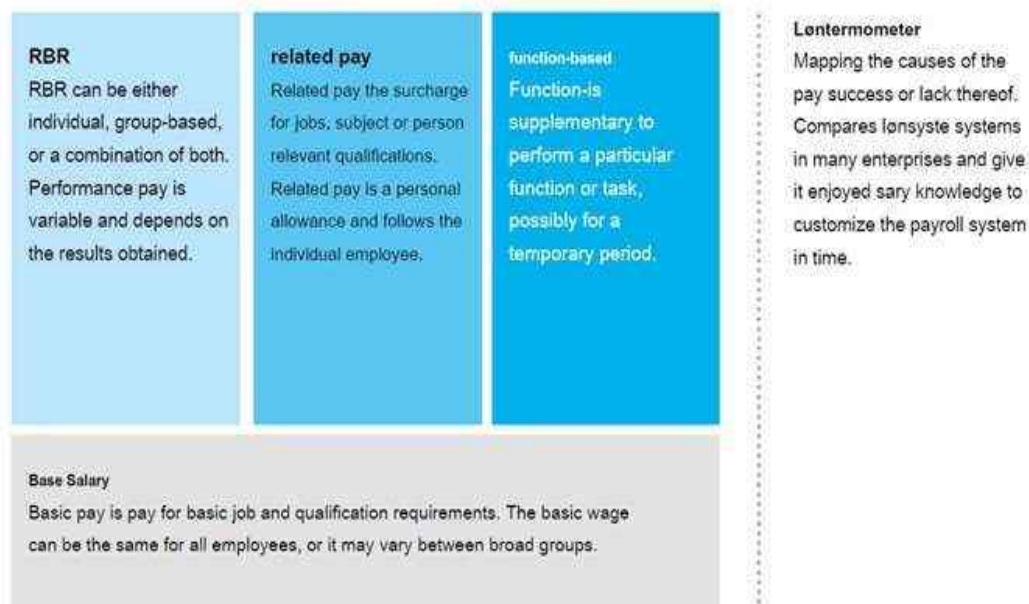 RBR
RBR can be either
individual, group-based,
or a combination of both.
Performance pay is
variable and depends on
the results obtained.
related pay
Related pay the surcharge
for jobs, subject or person
relevant qualifications.
Related pay is a personal
allowance and follows the
individual employee.
function-based
Function-is
supplementary to
perform a particular
function or task,
possibly for a
temporary period.
Løntermometer
Mapping the causes of the
pay success or lack thereof.
Compares lønsyste systems
in many enterprises and give
it enjoyed sary knowledge to
customize the payroll system
in time.
Base Salary
Basic pay is pay for basic job and qualification requirements. The basic wage
can be the same for all employees, or it may vary between broad groups.